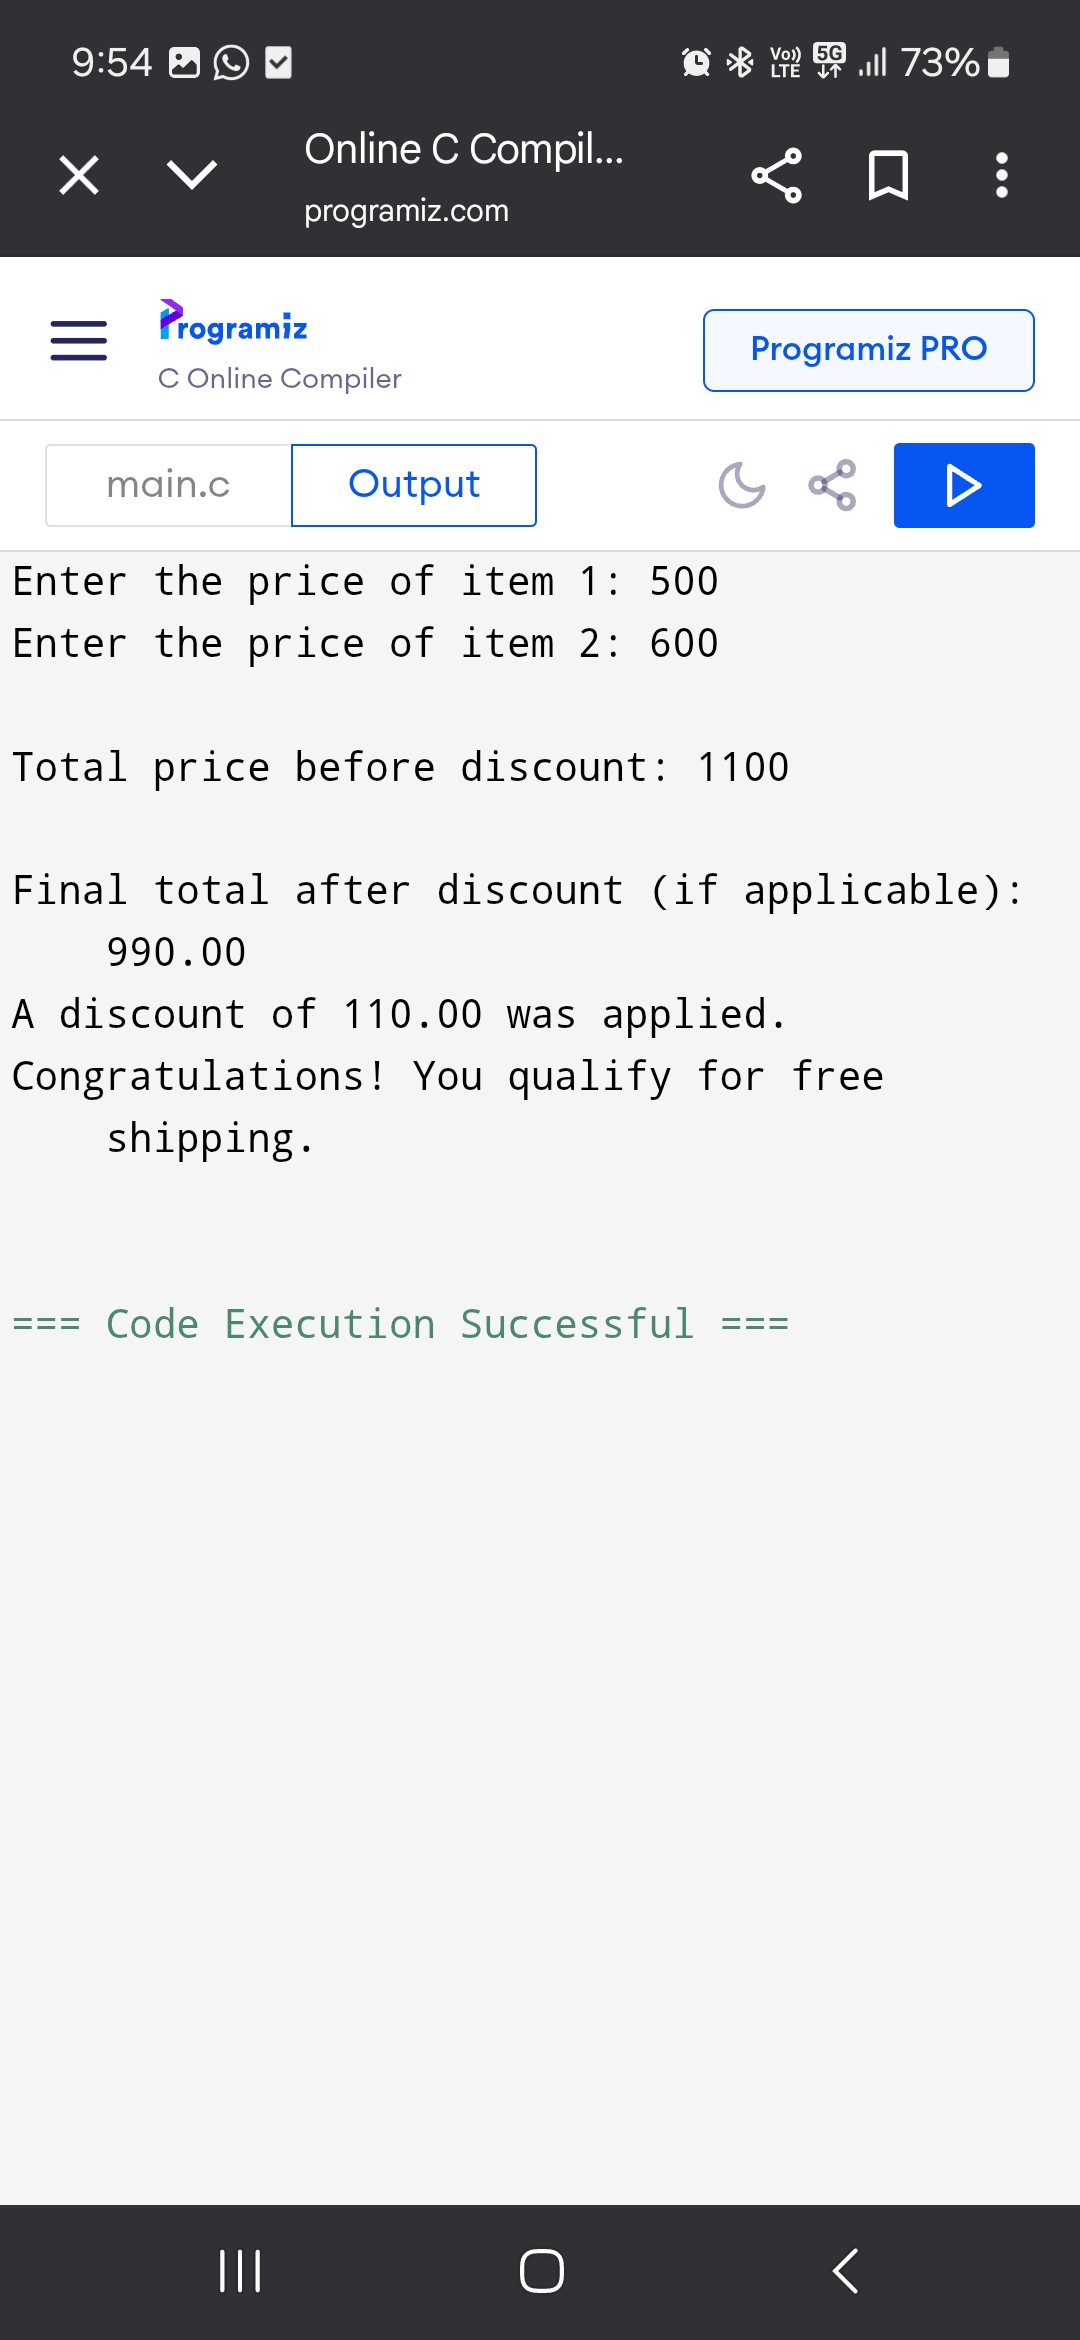 9:54 Vo)) LTE 5G 73%
Online C Compil...
programiz.com
Programiz
C Online Compiler
Programiz PRO
main.c Output
Enter the price of item 1: 500
Enter the price of item 2: 600
Total price before discount: 1100
Final total after discount (if applicable):
990.00
A discount of 110.00 was applied.
Congratulations! You qualify for free
shipping.
=== Code Execution Successful ===